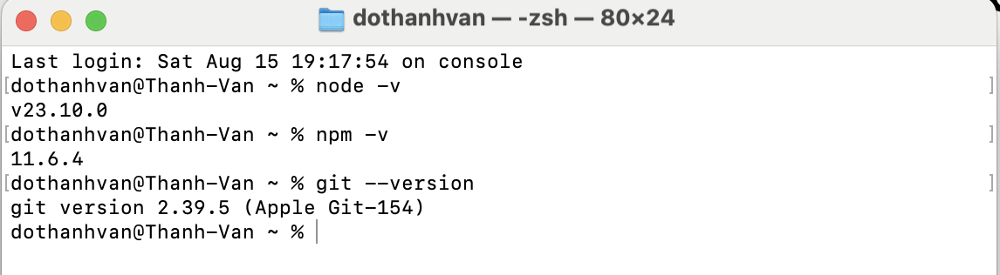 dothanhvan — -zsh — 80×24
Last login: Sat Aug 15 19:17:54 on console
[dothanhvan@Thanh-Van ~ % node -v ]
v23.10.0
[dothanhvan@Thanh-Van ~ % npm -v ]
11.6.4
[dothanhvan@Thanh-Van ~ % git --version ]
git version 2.39.5 (Apple Git-154)
dothanhvan@Thanh-Van ~ %